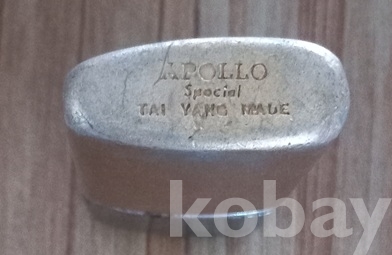 APOLLO
Special
TAI YANG MADE
kobay